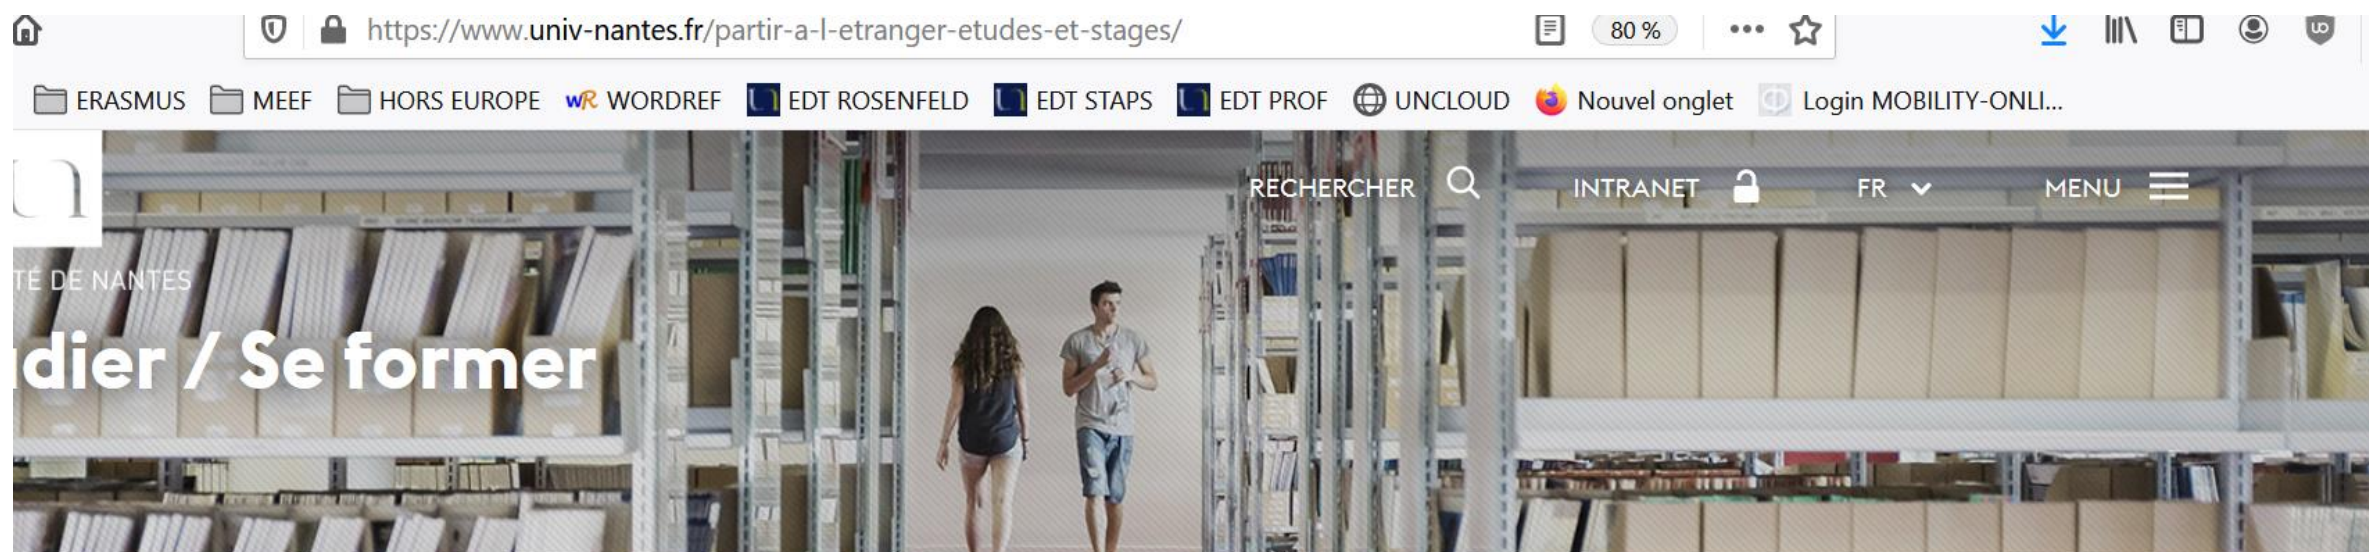 https://www.univ-nantes.fr/partir-a-l-etranger-etudes-et-stages/ 80 %
ERASMUS MEEF HORS EUROPE WR WORDREF EDT ROSENFELD EDT STAPS EDT PROF UNCLOUD Nouvel onglet Login MOBILITY-ONLI...
RECHERCHER INTRANET FR MENU
TÉ DE NANTES
dier / Se former